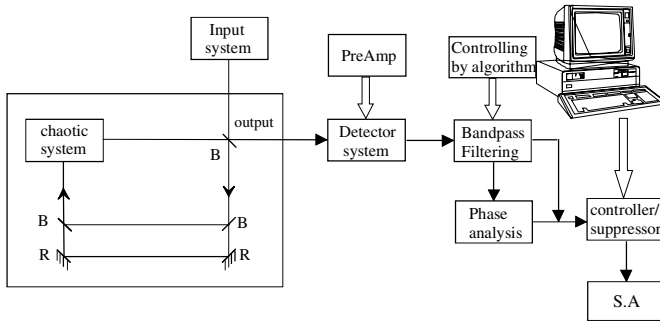 Input
system
PreAmp
Controlling
by algorithm
chaotic
system
output
B
Detector
system
Bandpass
Filtering
B
B
Phase
analysis
controller/
suppressor
R
R
S.A